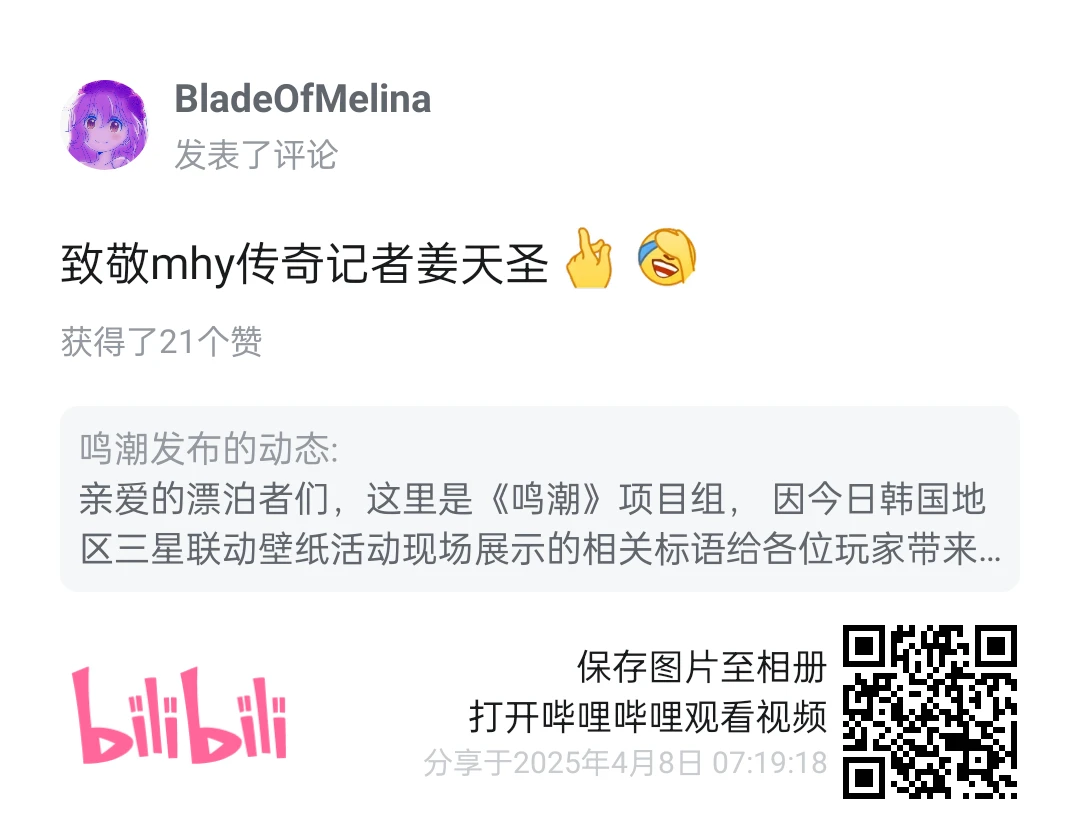 BladeOfMelina
发表了评论
致敬mhy传奇记者姜天圣
获得了21个赞
鸣潮发布的动态:
亲爱的漂泊者们，这里是《鸣潮》项目组， 因今日韩国地
区三星联动壁纸活动现场展示的相关标语给各位玩家带来...
bilibili
保存图片至相册
打开哔哩哔哩观看视频
分享于2025年4月8日 07:19:18